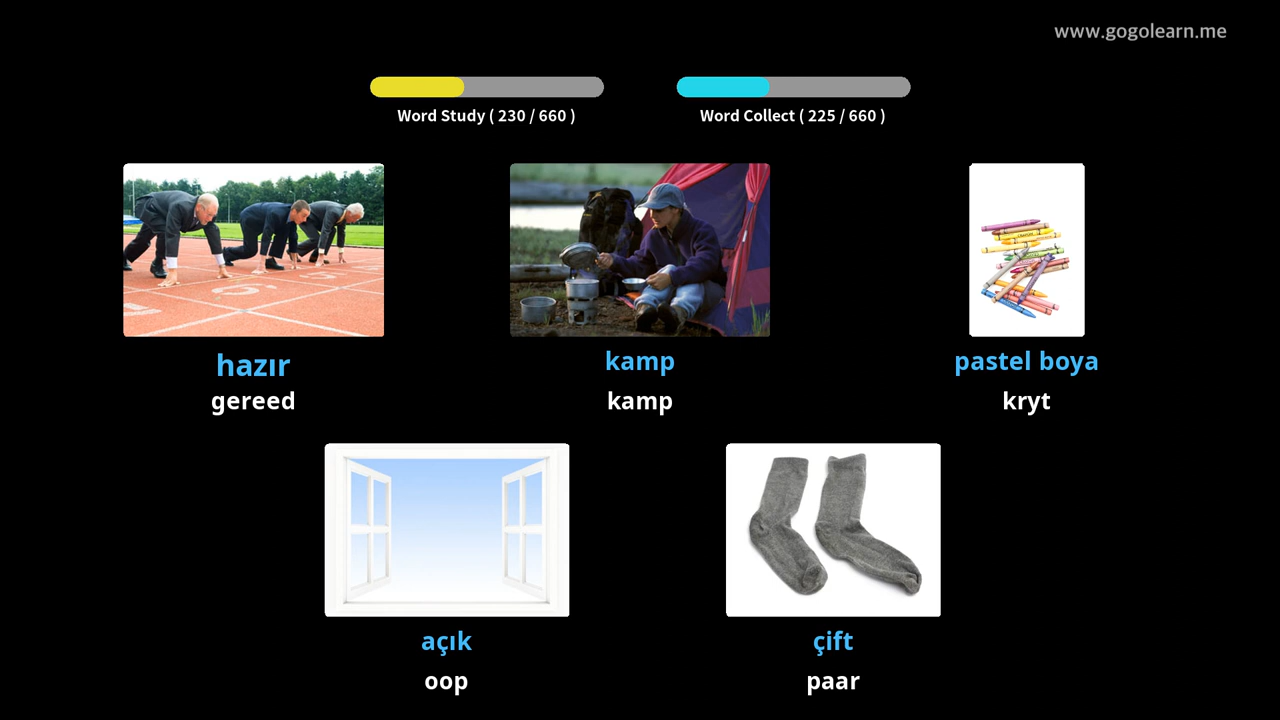 www.gogolearn.me
Word Study ( 230 / 660 )
Word Collect ( 225 / 660 )
hazır
gereed
kamp
kamp
pastel boya
kryt
açık
oop
çift
paar